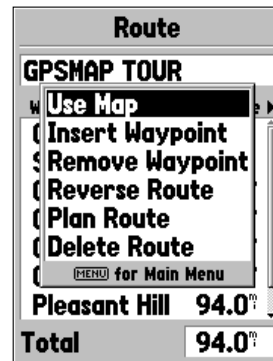 Route
GPSMAP TOUR
Use Map
Insert Waypoint
Remove Waypoint
Reverse Route
Plan Route
Delete Route
MENU for Main Menu
Pleasant Hill 94.0 m
Total 94.0 m